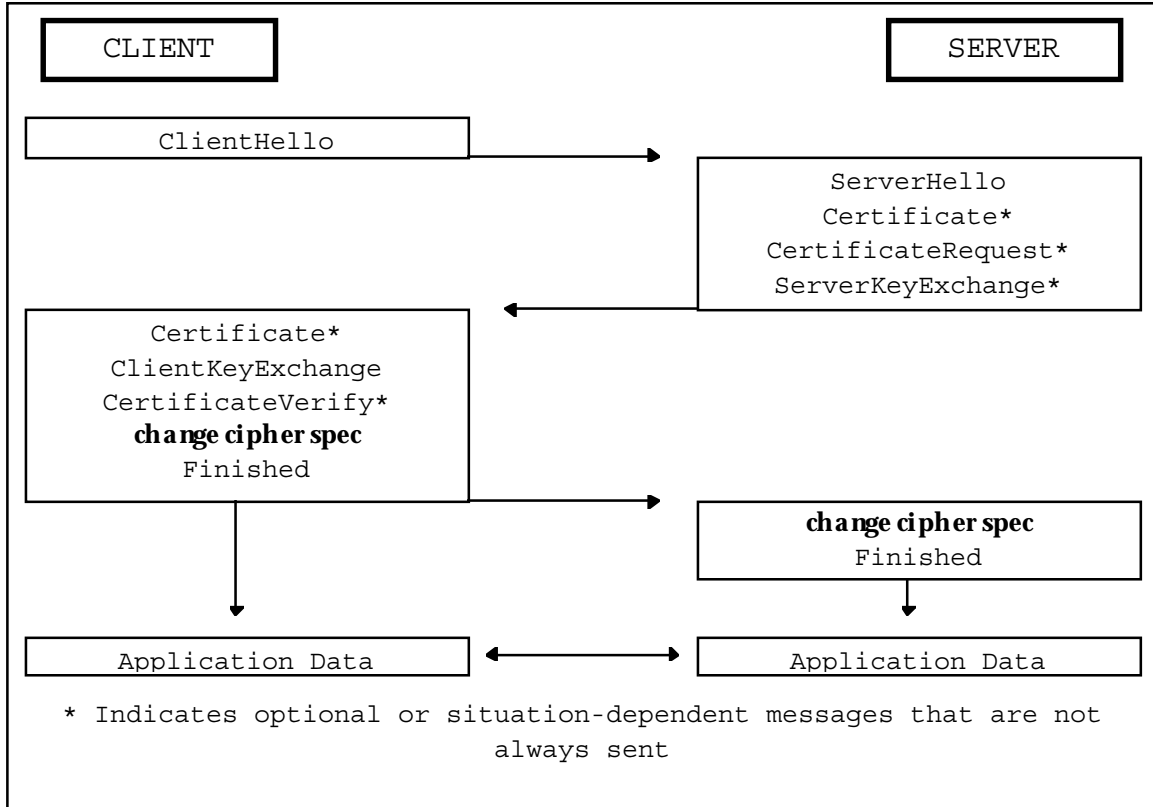 CLIENT
SERVER
ClientHello
ServerHello
Certificate*
CertificateRequest*
ServerKeyExchange*
Certificate*
ClientKeyExchange
CertificateVerify*
change cipher spec
Finished
change cipher spec
Finished
Application Data
Application Data
* Indicates optional or situation-dependent messages that are not
always sent